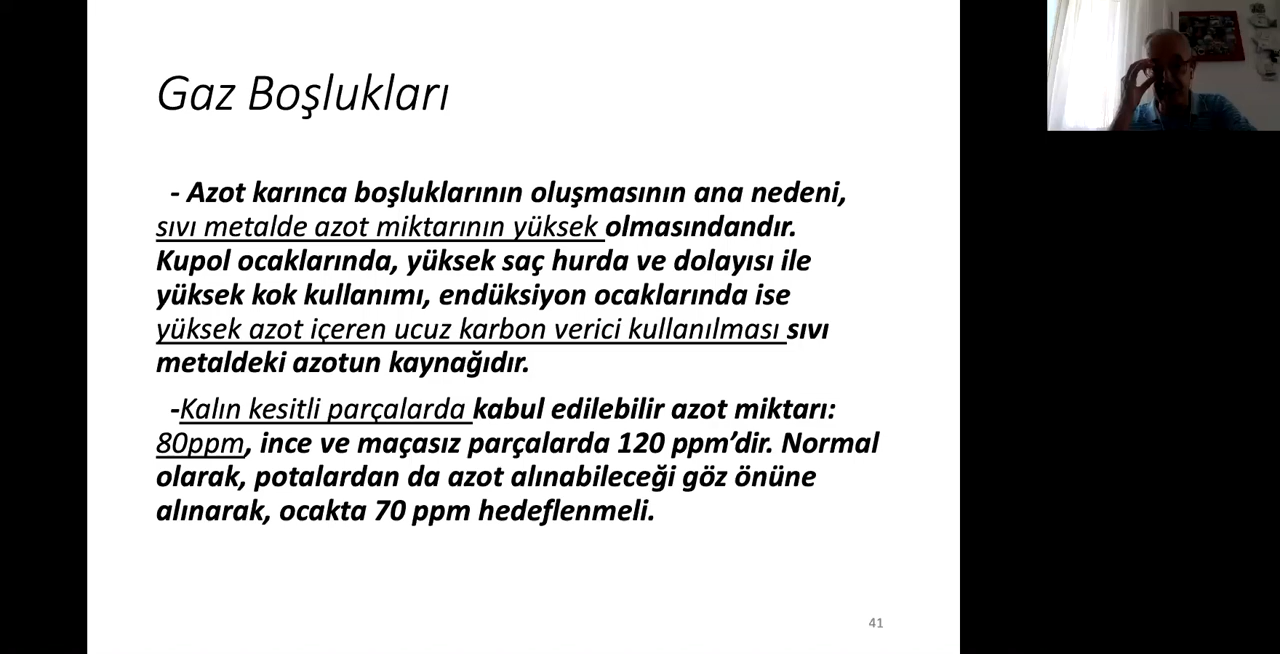 Gaz Boşlukları
- Azot karınca boşluklarının oluşmasının ana nedeni,
sıvı metalde azot miktarının yüksek olmasındandır.
Kupol ocaklarında, yüksek saç hurda ve dolayısı ile
yüksek kok kullanımı, endüksiyon ocaklarında ise
yüksek azot içeren ucuz karbon verici kullanılması sıvı
metaldeki azotun kaynağıdır.
-Kalın kesitli parçalarda kabul edilebilir azot miktarı:
80ppm, ince ve maçasız parçalarda 120 ppm’dir. Normal
olarak, potalardan da azot alınabileceği göz önüne
alınarak, ocakta 70 ppm hedeflenmeli.
41